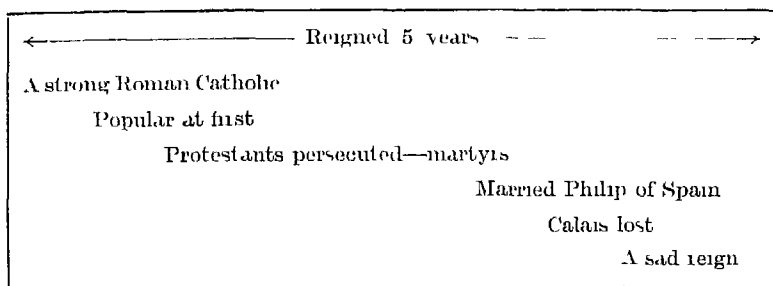 Reigned 5 years
A strong Roman Catholic
Popular at first
Protestants persecuted—martyrs
Married Philip of Spain
Calais lost
A sad reign